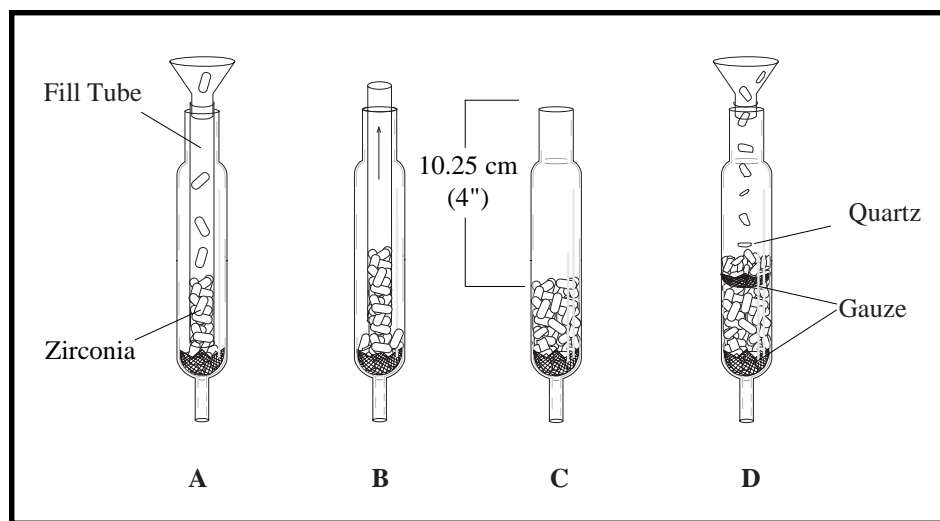 Fill Tube
10.25 cm
(4")
Quartz
Gauze
Zirconia
A B C D